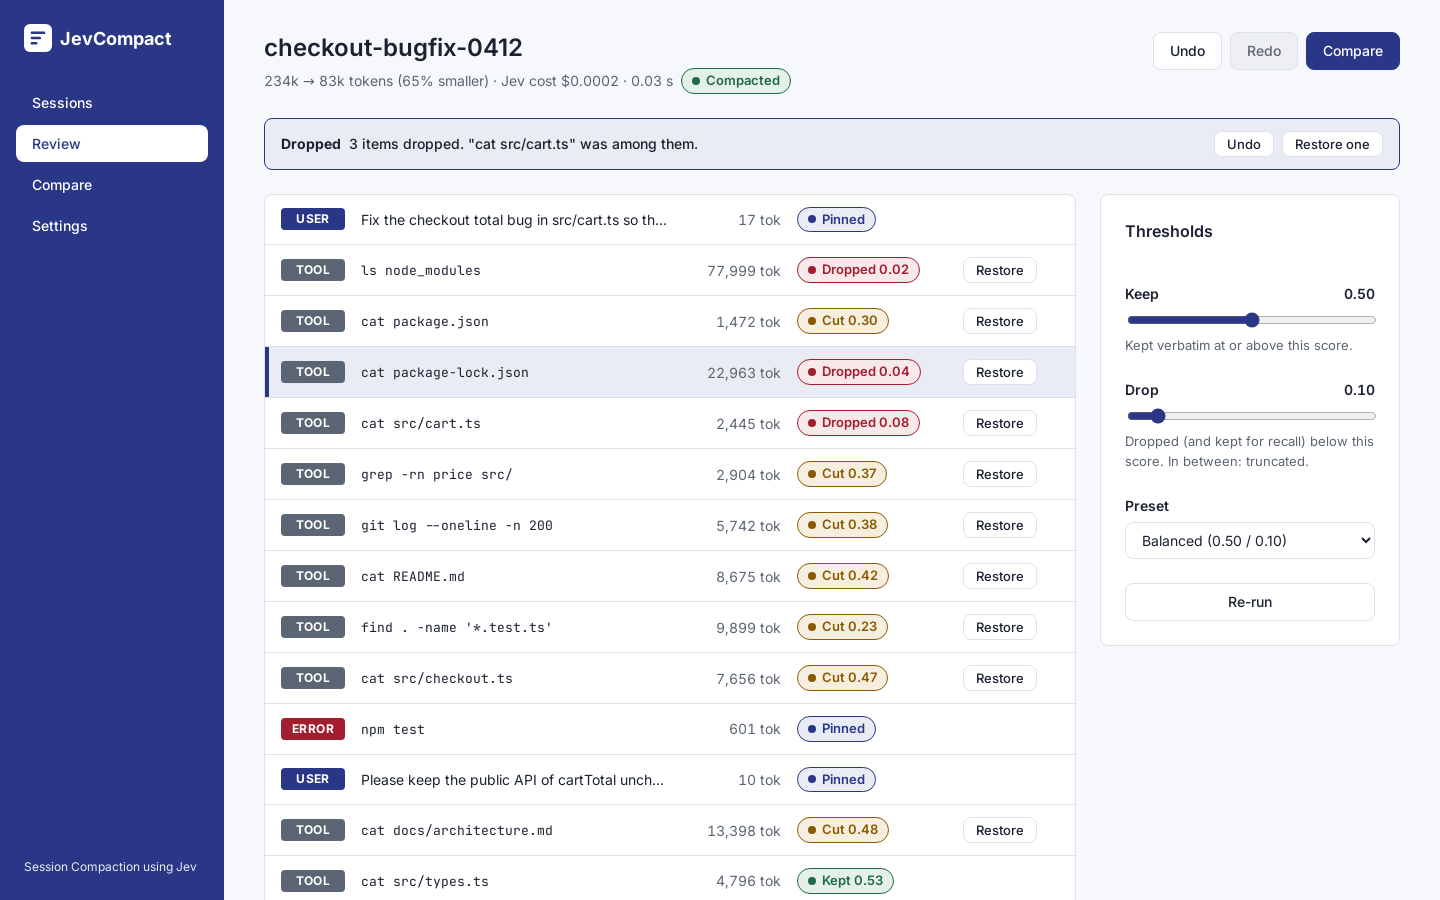 JevCompact
Sessions
Review
Compare
Settings
Session Compaction using Jev
checkout-bugfix-0412
234k → 83k tokens (65% smaller) · Jev cost $0.0002 · 0.03 s Compacted
Undo Redo Compare
Dropped 3 items dropped. "cat src/cart.ts" was among them. Undo Restore one
USER Fix the checkout total bug in src/cart.ts so th... 17 tok Pinned
TOOL ls node_modules 77,999 tok Dropped 0.02 Restore
TOOL cat package.json 1,472 tok Cut 0.30 Restore
TOOL cat package-lock.json 22,963 tok Dropped 0.04 Restore
TOOL cat src/cart.ts 2,445 tok Dropped 0.08 Restore
TOOL grep -rn price src/ 2,904 tok Cut 0.37 Restore
TOOL git log --oneline -n 200 5,742 tok Cut 0.38 Restore
TOOL cat README.md 8,675 tok Cut 0.42 Restore
TOOL find . -name '*.test.ts' 9,899 tok Cut 0.23 Restore
TOOL cat src/checkout.ts 7,656 tok Cut 0.47 Restore
ERROR npm test 601 tok Pinned
USER Please keep the public API of cartTotal unch... 10 tok Pinned
TOOL cat docs/architecture.md 13,398 tok Cut 0.48 Restore
TOOL cat src/types.ts 4,796 tok Kept 0.53
Thresholds
Keep 0.50
Kept verbatim at or above this score.
Drop 0.10
Dropped (and kept for recall) below this
score. In between: truncated.
Preset
Balanced (0.50 / 0.10)
Re-run